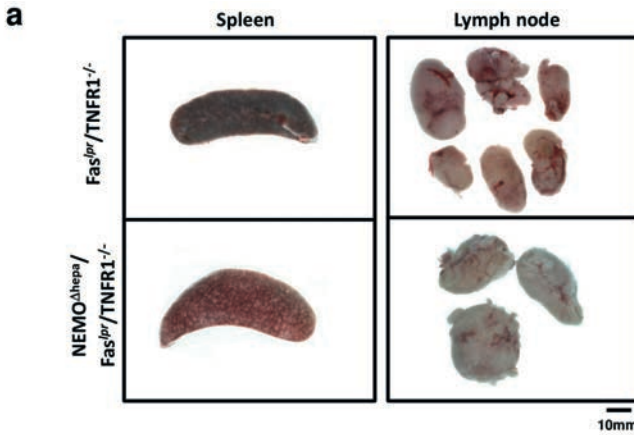 a
Spleen
Lymph node
Fas^lpr/TNFR1^-/-
NEMO^Δhepa/
Fas^lpr/TNFR1^-/-
10mm